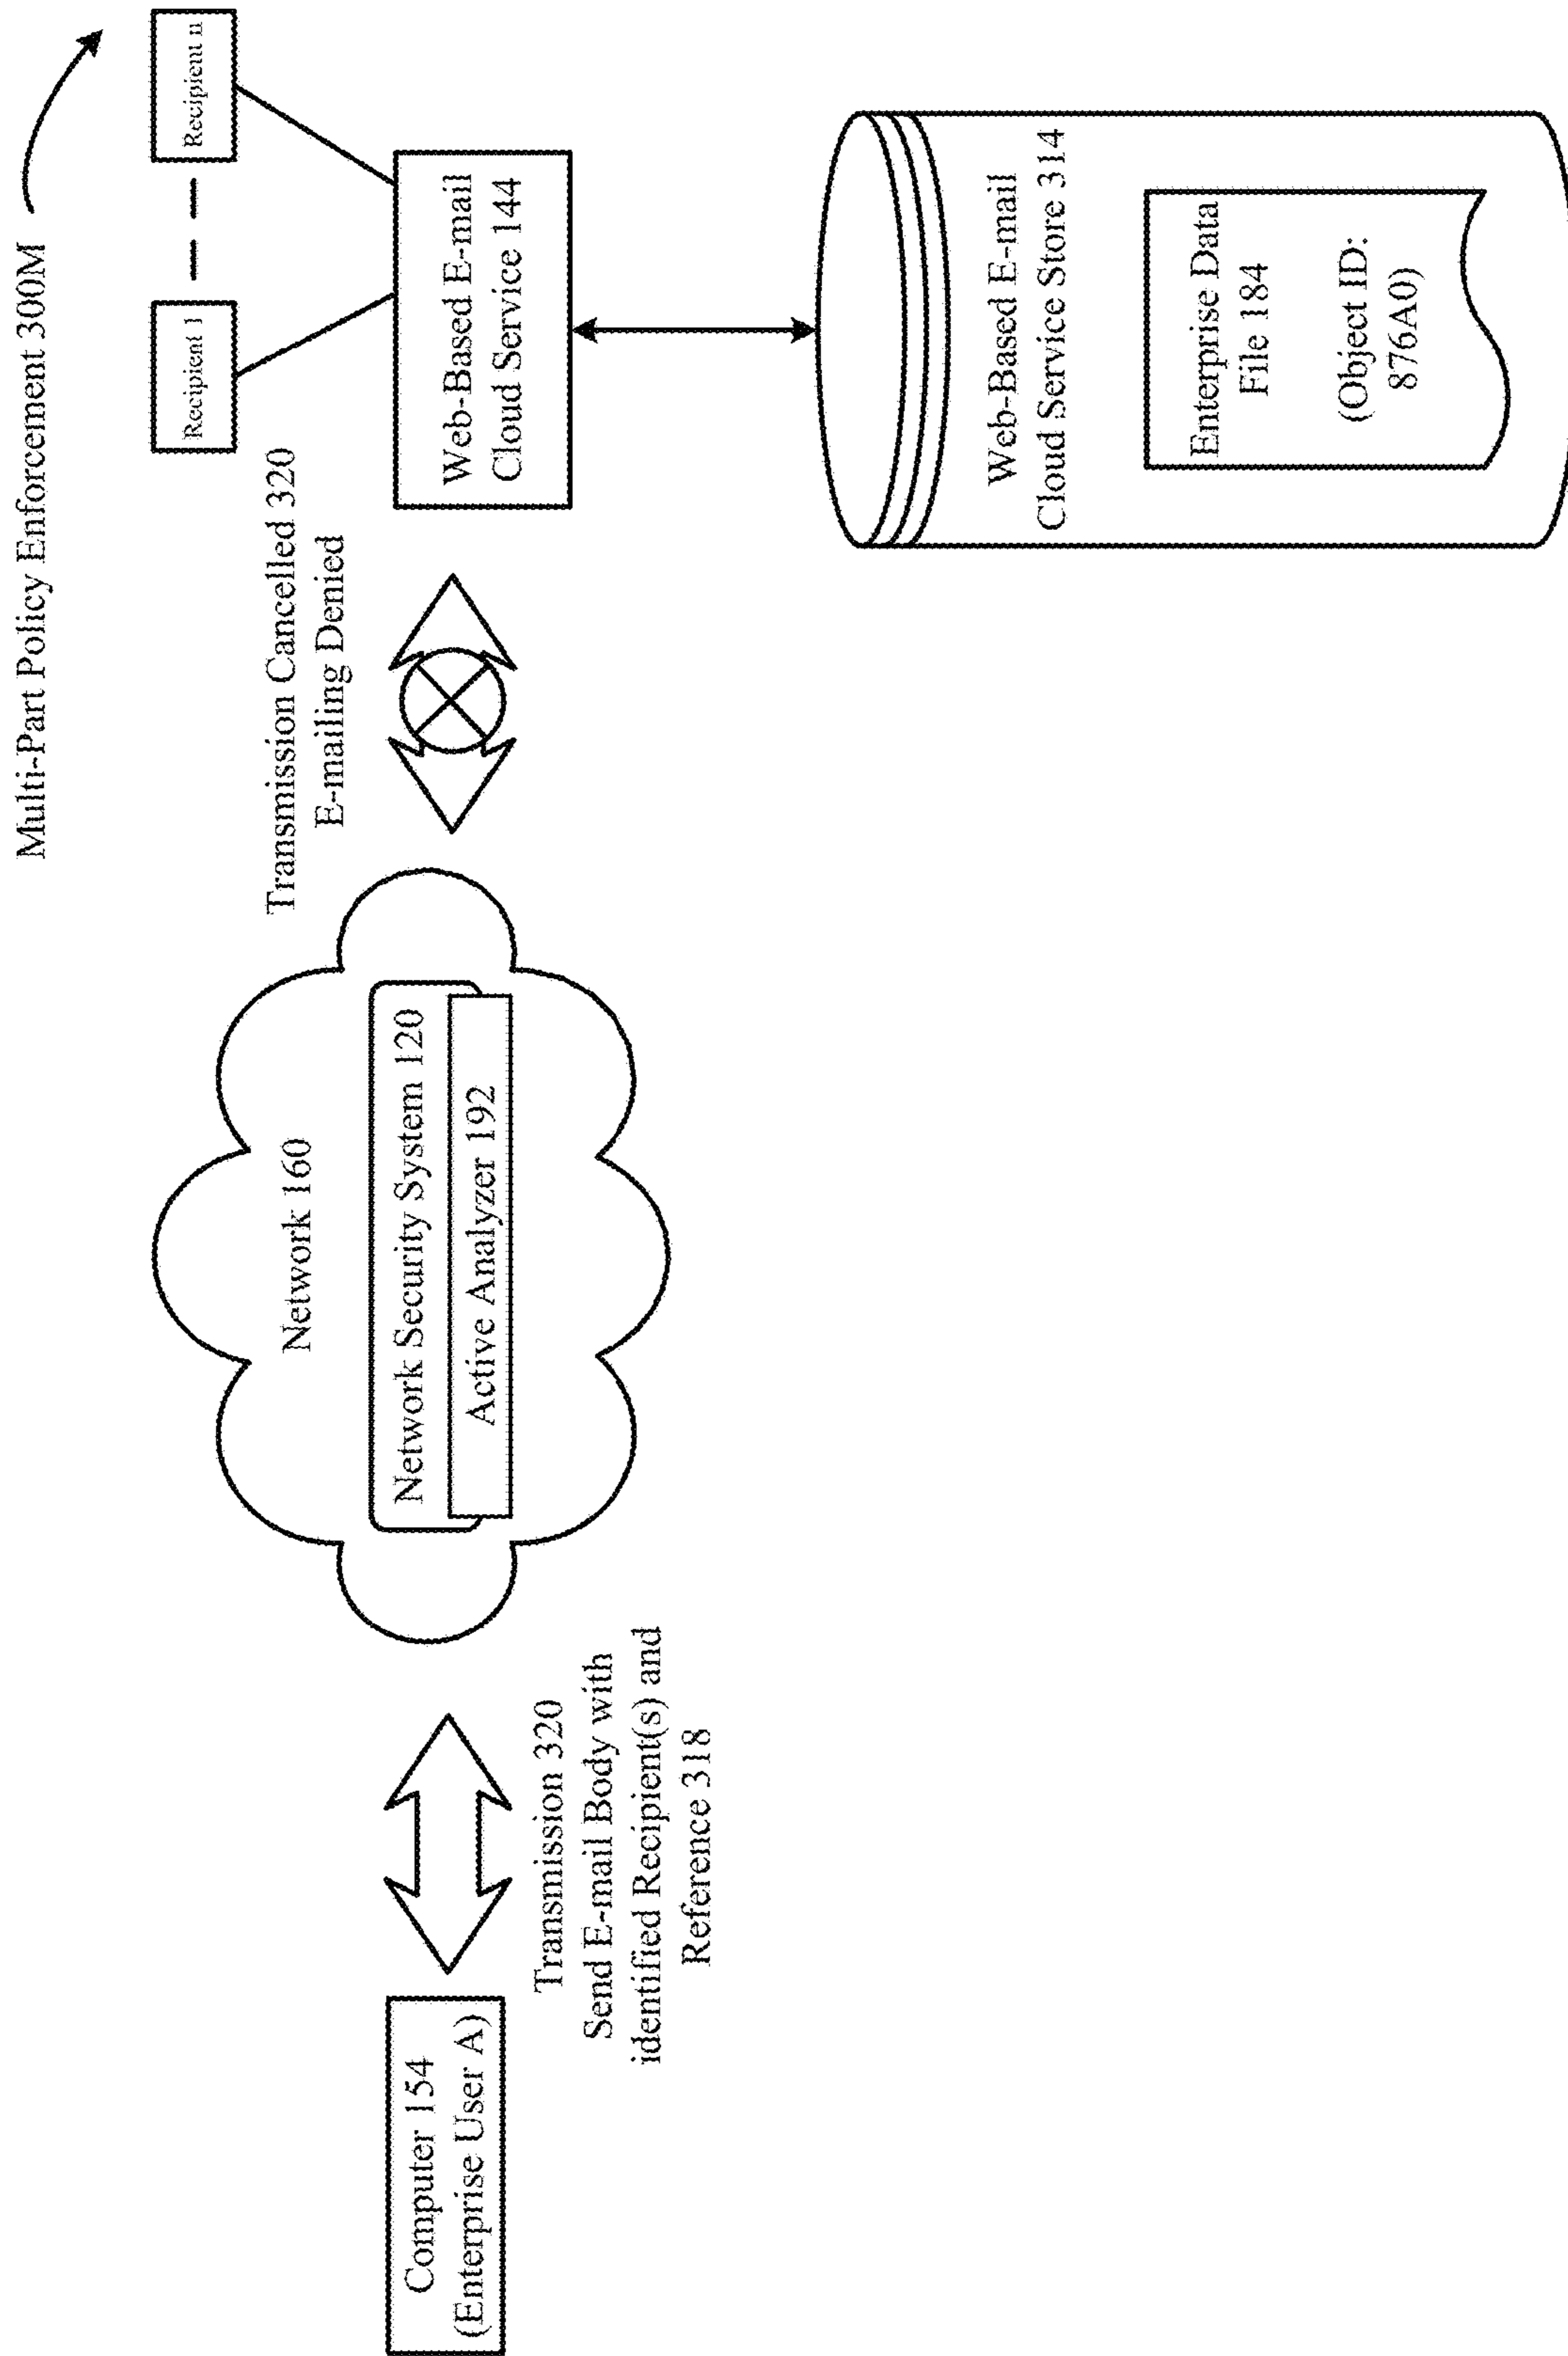 Multi-Part Policy Enforcement 300M
Recipient 1
Recipient n
Transmission Cancelled 320
E-mailing Denied
Web-Based E-mail
Cloud Service 144
Network 160
Network Security System 120
Active Analyzer 192
Computer 154
(Enterprise User A)
Transmission 320
Send E-mail Body with
identified Recipient(s) and
Reference 318
Web-Based E-mail
Cloud Service Store 314
Enterprise Data
File 184
(Object ID:
876A0)